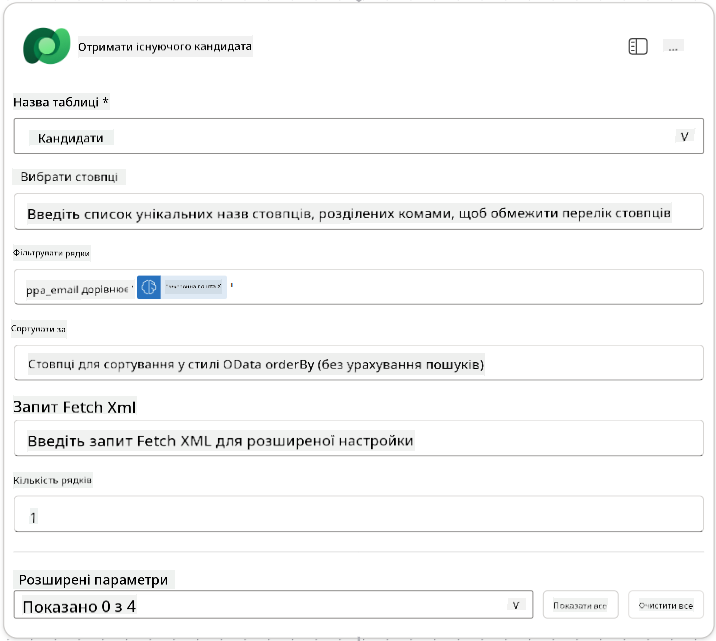 Отримати існуючого кандидата
...
Назва таблиці *
Кандидати
Вибрати стовпці
Введіть список унікальних назв стовпців, розділених комами, щоб обмежити перелік стовпців
Фільтрувати рядки
ppa_email дорівнює ' '
Сортувати за
Стовпці для сортування у стилі OData orderBy (без урахування пошуків)
Запит Fetch Xml
Введіть запит Fetch XML для розширеної настройки
Кількість рядків
1
Розширені параметри
Показано 0 з 4
Показати все
Очистити все